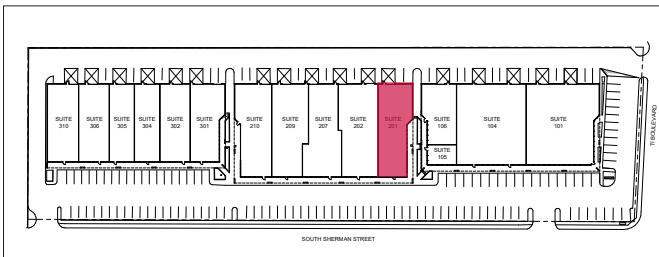 SUITE
310
SUITE
306
SUITE
305
SUITE
304
SUITE
302
SUITE
301
SUITE
210
SUITE
209
SUITE
207
SUITE
202
SUITE
201
SUITE
106
SUITE
105
SUITE
104
SUITE
101
TI BOULEVARD
SOUTH SHERMAN STREET